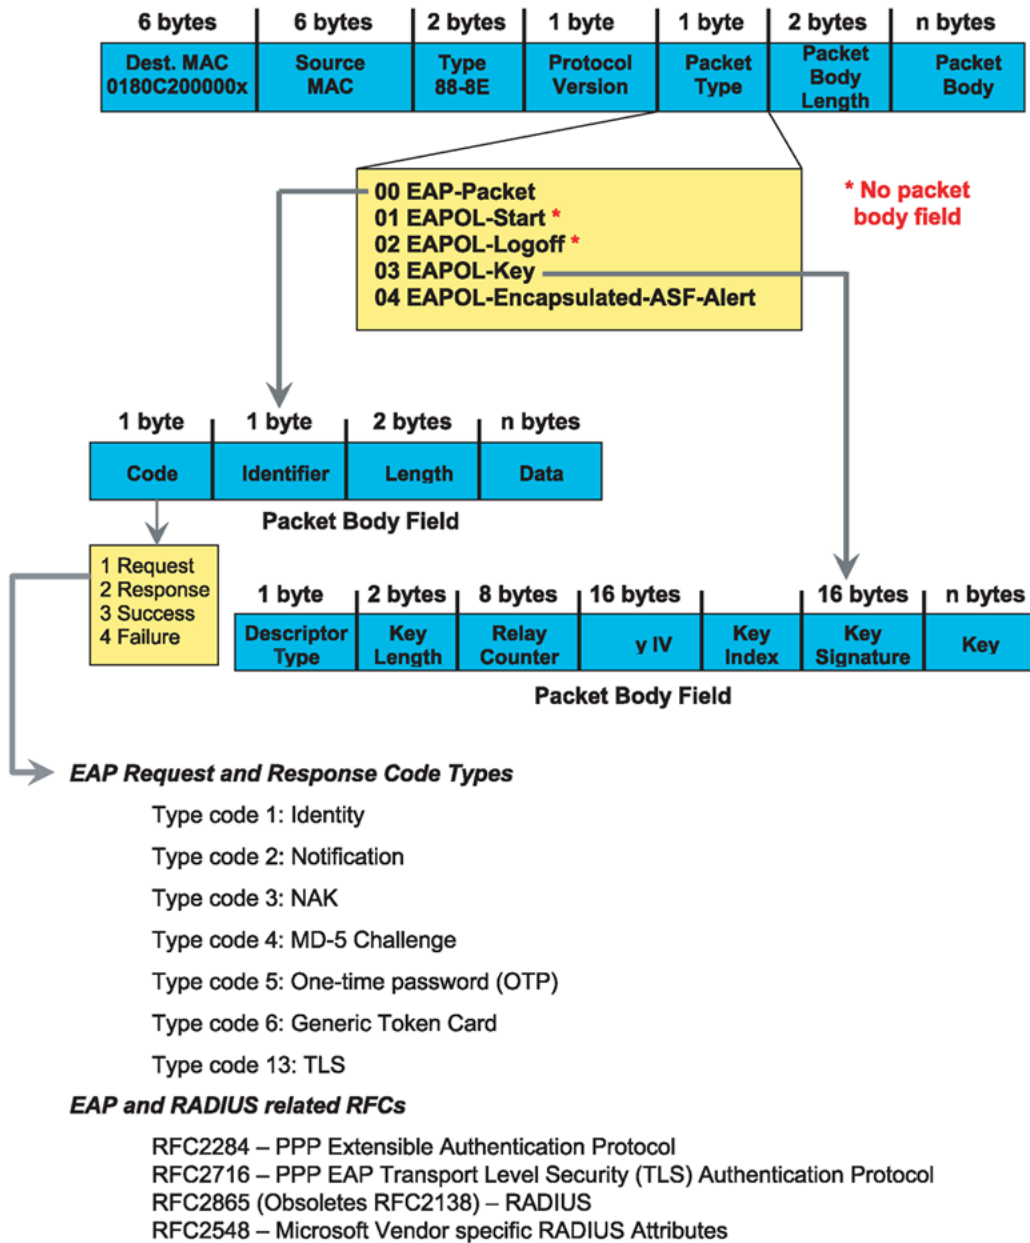 6 bytes 6 bytes 2 bytes 1 byte 1 byte 2 bytes n bytes
Dest. MAC
0180C200000x
Source
MAC
Type
88-8E
Protocol
Version
Packet
Type
Packet
Body
Length
Packet
Body
00 EAP-Packet
01 EAPOL-Start *
02 EAPOL-Logoff *
03 EAPOL-Key
04 EAPOL-Encapsulated-ASF-Alert
* No packet
body field
1 byte 1 byte 2 bytes n bytes
Code Identifier Length Data
Packet Body Field
1 Request
2 Response
3 Success
4 Failure
1 byte 2 bytes 8 bytes 16 bytes 16 bytes n bytes
Descriptor
Type
Key
Length
Relay
Counter
y IV
Key
Index
Key
Signature
Key
Packet Body Field
EAP Request and Response Code Types
Type code 1: Identity
Type code 2: Notification
Type code 3: NAK
Type code 4: MD-5 Challenge
Type code 5: One-time password (OTP)
Type code 6: Generic Token Card
Type code 13: TLS
EAP and RADIUS related RFCs
RFC2284 – PPP Extensible Authentication Protocol
RFC2716 – PPP EAP Transport Level Security (TLS) Authentication Protocol
RFC2865 (Obsoletes RFC2138) – RADIUS
RFC2548 – Microsoft Vendor specific RADIUS Attributes